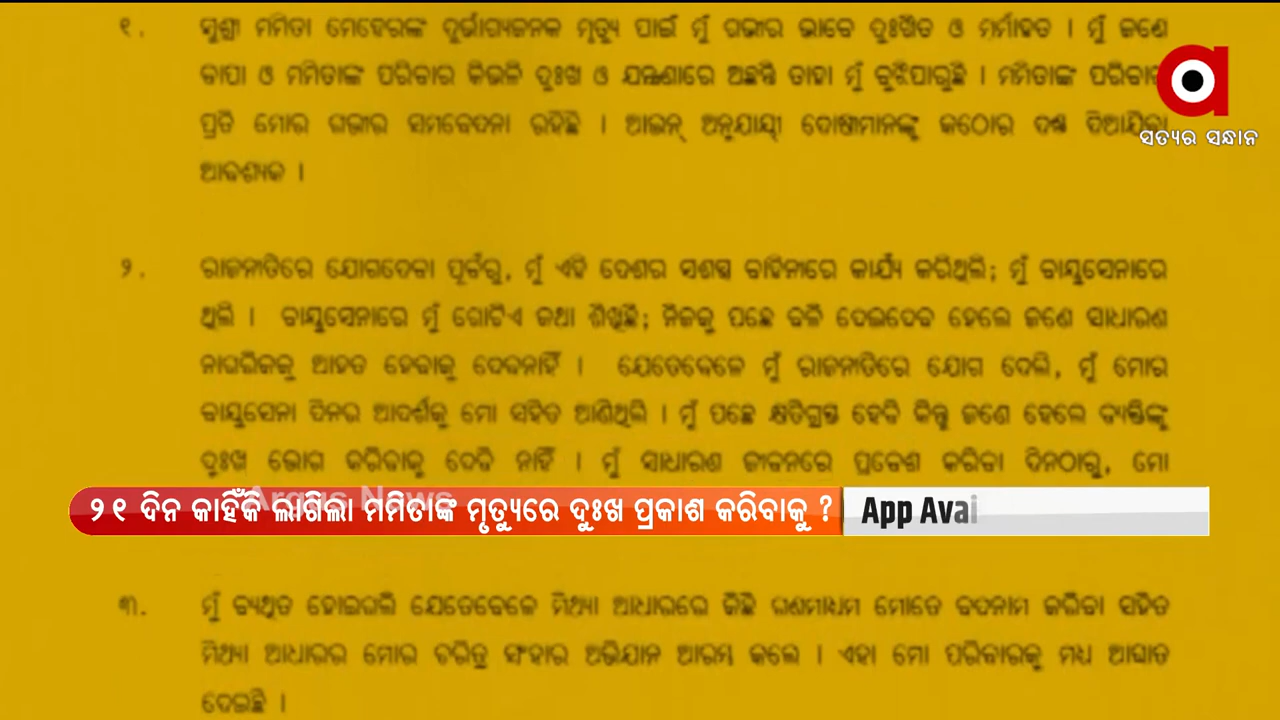 ୧. ସୁଶ୍ରୀ ମମିତା ମେହେରଙ୍କ ଦୁର୍ଭାଗ୍ୟଜନକ ମୃତ୍ୟୁ ପାଇଁ ମୁଁ ଗଭୀର ଭାବେ ଦୁଃଖିତ ଓ ମର୍ମାହତ । ମୁଁ ଜଣେ
ବାପା ଓ ମମିତାଙ୍କ ପରିବାର କିଭଳି ଦୁଃଖ ଓ ଯନ୍ତ୍ରଣାରେ ଅଛନ୍ତି ତାହା ମୁଁ ବୁଝିପାରୁଛି । ମମିତାଙ୍କ ପରିବାର
ସତ୍ୟର ସନ୍ଧାନ
ପ୍ରତି ମୋର ଗଭୀର ସମବେଦନା ରହିଛି । ଆଇନ୍ ଅନୁଯାୟୀ ଦୋଷୀମାନଙ୍କୁ କଠୋର ଦଣ୍ଡ ଦିଆଯିବା
ଆବଶ୍ୟକ ।
୨. ରାଜନୀତିରେ ଯୋଗଦେବା ପୂର୍ବରୁ, ମୁଁ ଏହି ଦେଶର ସଶସ୍ତ୍ର ବାହିନୀରେ କାର୍ଯ୍ୟ କରିଥିଲି; ମୁଁ ବାୟୁସେନାରେ
ଥିଲି । ବାୟୁସେନାରେ ମୁଁ ଗୋଟିଏ କଥା ଶିଖିଛି; ନିଜକୁ ପଛେ ବଳି ଦେଇଦେବ ହେଲେ ଜଣେ ସାଧାରଣ
ନାଗରିକକୁ ଆହତ ହେବାକୁ ଦେବନାହିଁ । ଯେତେବେଳେ ମୁଁ ରାଜନୀତିରେ ଯୋଗ ଦେଲି, ମୁଁ ମୋର
ବାୟୁସେନା ଦିନର ଆଦର୍ଶକୁ ମୋ ସହିତ ଆଣିଥିଲି । ମୁଁ ପଛେ କ୍ଷତିଗ୍ରସ୍ତ ହେବି କିନ୍ତୁ ଜଣେ ହେଲେ ବ୍ୟକ୍ତିଙ୍କୁ
ଦୁଃଖ ଭୋଗ କରିବାକୁ ଦେବି ନାହିଁ । ମୁଁ ସାଧାରଣ ଜୀବନରେ ପ୍ରବେଶ କରିବା ଦିନଠାରୁ, ମୋ
Argus News
୨୧ ଦିନ କାହିଁକି ଲାଗିଲା ମମିତାଙ୍କ ମୃତ୍ୟୁରେ ଦୁଃଖ ପ୍ରକାଶ କରିବାକୁ ? App Avai
୩. ମୁଁ ବ୍ୟଥିତ ହୋଇଗଲି ଯେତେବେଳେ ମିଥ୍ୟା ଆଧାରରେ କିଛି ଗଣମାଧ୍ୟମ ମୋତେ ବଦନାମ କରିବା ସହିତ
ମିଥ୍ୟା ଆଧାରର ମୋର ଚରିତ୍ର ସଂହାର ଅଭିଯାନ ଆରମ୍ଭ କଲେ । ଏହା ମୋ ପରିବାରକୁ ମଧ୍ୟ ଆଘାତ
ଦେଇଛି ।